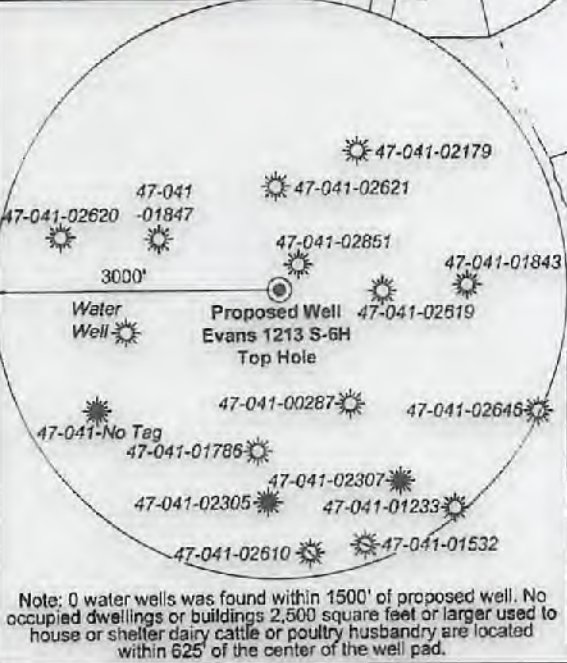 47-041-02179
47-041-02621
47-041
-01847
47-041-02620
47-041-02851
47-041-01843
3000'
Water
Well
Proposed Well
Evans 1213 S-6H
Top Hole
47-041-02619
47-041-00287
47-041-02646
47-041-No Tag
47-041-01786
47-041-02307
47-041-02305
47-041-01233
47-041-02610
47-041-01532
Note: 0 water wells was found within 1500' of proposed well. No
occupied dwellings or buildings 2,500 square feet or larger used to
house or shelter dairy cattle or poultry husbandry are located
within 625' of the center of the well pad.